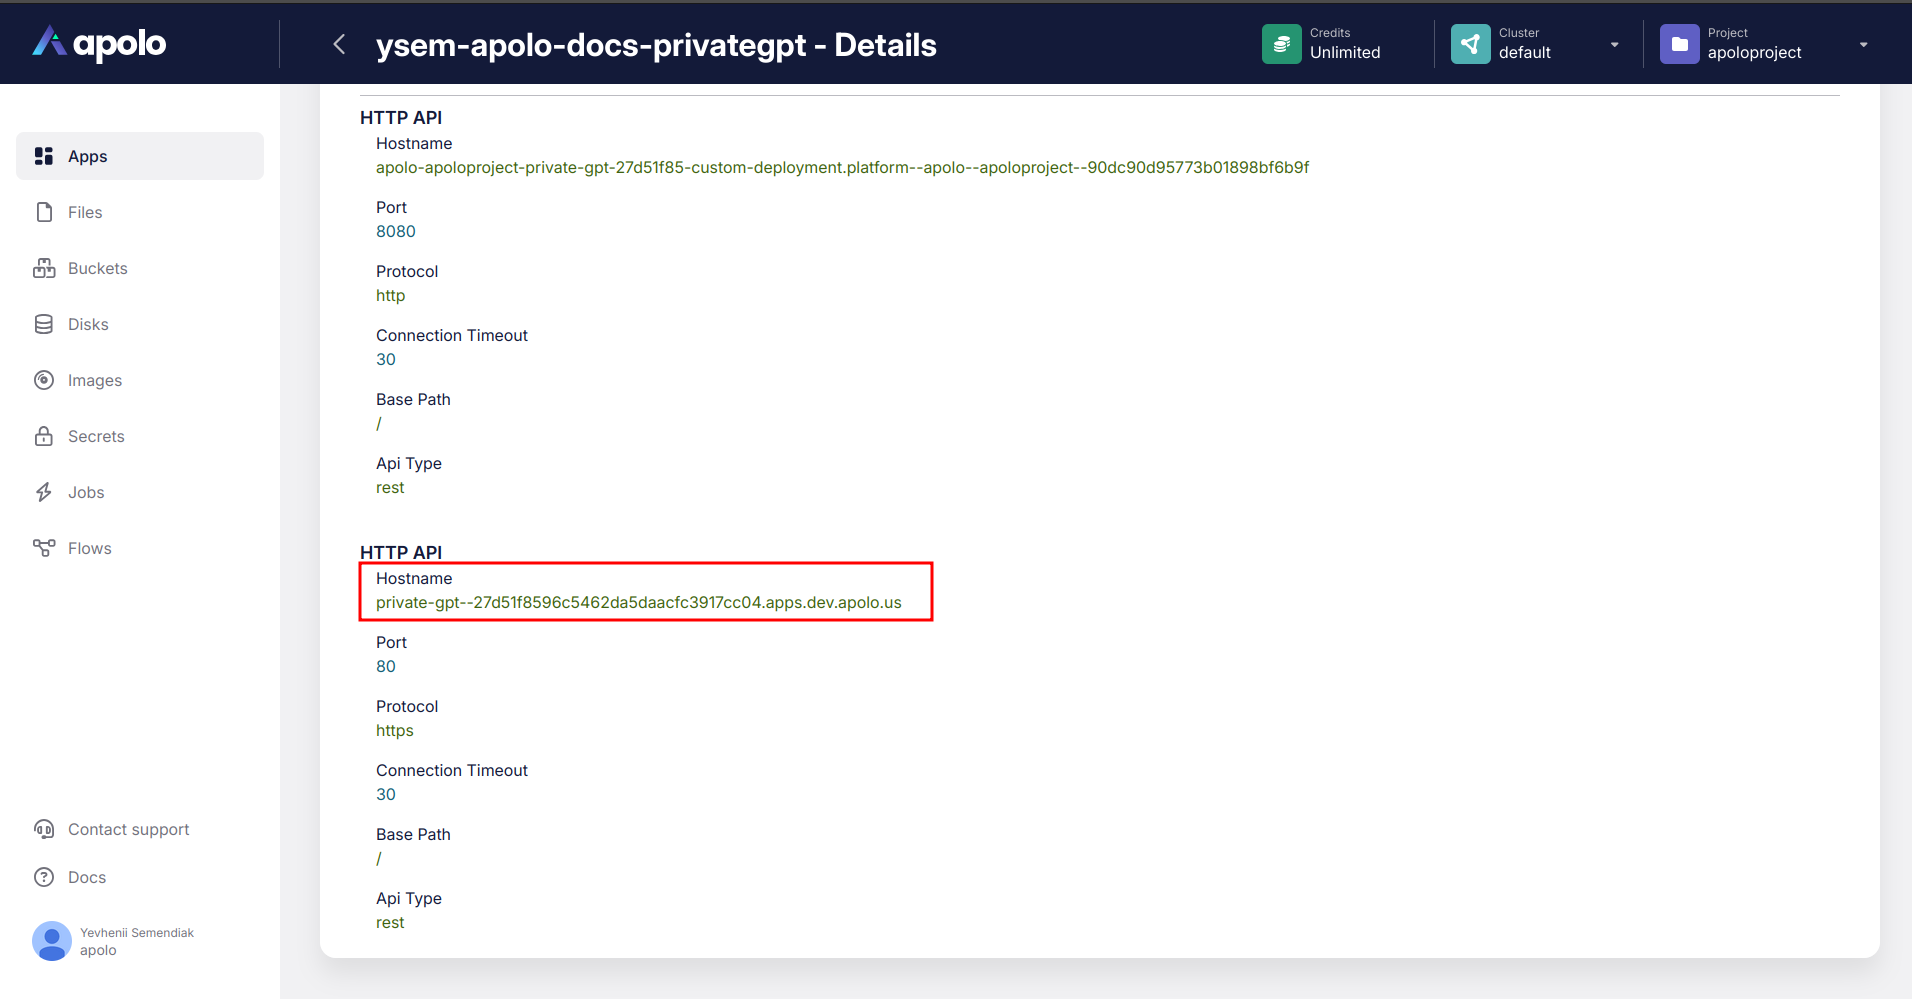 apolo
ysem-apolo-docs-privategpt - Details
Credits
Unlimited
Cluster
default
Project
apoloproject
Apps
Files
Buckets
Disks
Images
Secrets
Jobs
Flows
Contact support
Docs
Yevhenii Semendiak
apolo
HTTP API
Hostname
apolo-apoloproject-private-gpt-27d51f85-custom-deployment.platform--apolo--apoloproject--90dc90d95773b01898bf6b9f
Port
8080
Protocol
http
Connection Timeout
30
Base Path
/
Api Type
rest
HTTP API
Hostname
private-gpt--27d51f8596c5462da5daacfc3917cc04.apps.dev.apolo.us
Port
80
Protocol
https
Connection Timeout
30
Base Path
/
Api Type
rest